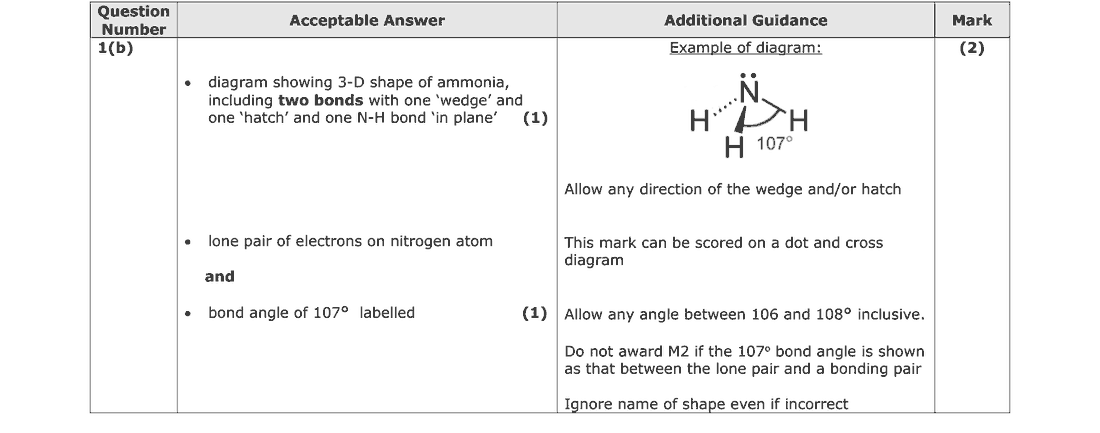 Question Number
Acceptable Answer
Additional Guidance
Mark
1(b)
Example of diagram:
(2)
• diagram showing 3-D shape of ammonia,
including two bonds with one ‘wedge’ and
one ‘hatch’ and one N-H bond ‘in plane’ (1)
N
H
H
H
107°
Allow any direction of the wedge and/or hatch
• lone pair of electrons on nitrogen atom
This mark can be scored on a dot and cross
diagram
and
• bond angle of 107° labelled (1)
Allow any angle between 106 and 108° inclusive.
Do not award M2 if the 107° bond angle is shown
as that between the lone pair and a bonding pair
Ignore name of shape even if incorrect